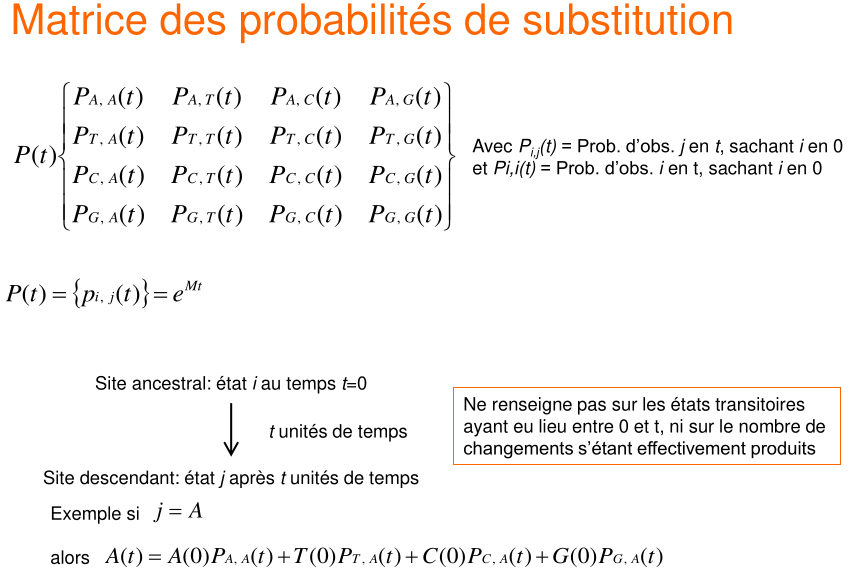 Matrice des probabilités de substitution
P_{A, A}(t) P_{A, T}(t) P_{A, C}(t) P_{A, G}(t)
P_{T, A}(t) P_{T, T}(t) P_{T, C}(t) P_{T, G}(t)
P(t)
P_{C, A}(t) P_{C, T}(t) P_{C, C}(t) P_{C, G}(t)
P_{G, A}(t) P_{G, T}(t) P_{G, C}(t) P_{G, G}(t)
Avec P_{i,j}(t) = Prob. d'obs. j en t, sachant i en 0
et Pi,i(t) = Prob. d'obs. i en t, sachant i en 0
P(t) = {p_{i, j}(t)} = e^{Mt}
Site ancestral: état i au temps t=0
t unités de temps
Site descendant: état j après t unités de temps
Ne renseigne pas sur les états transitoires
ayant eu lieu entre 0 et t, ni sur le nombre de
changements s'étant effectivement produits
Exemple si j = A
alors A(t) = A(0)P_{A, A}(t) + T(0)P_{T, A}(t) + C(0)P_{C, A}(t) + G(0)P_{G, A}(t)